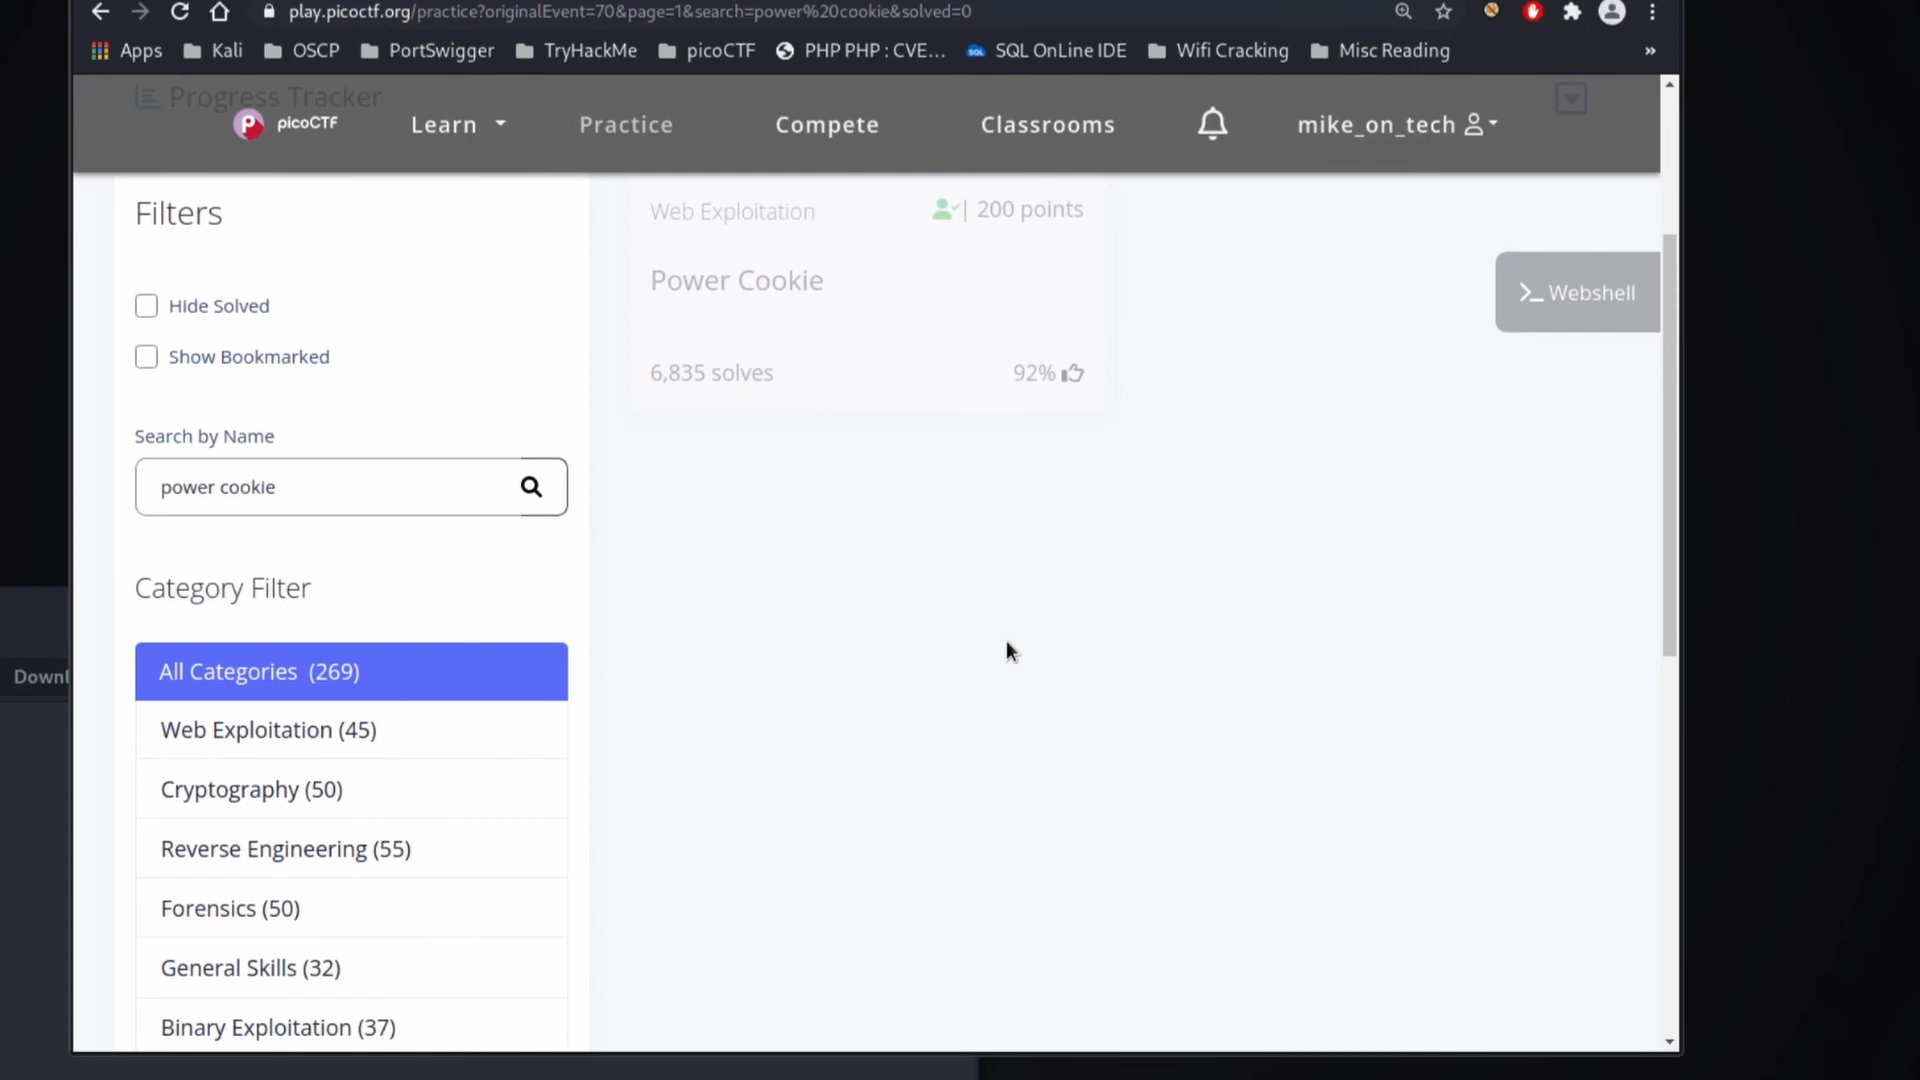 play.picoctf.org/practice?originalEvent=70&page=1&search=power%20cookie&solved=0
Apps Kali OSCP PortSwigger TryHackMe picoCTF PHP PHP : CVE... SQL OnLine IDE Wifi Cracking Misc Reading »
Progress Tracker
picoCTF Learn Practice Compete Classrooms mike_on_tech
Filters
Web Exploitation | 200 points
Power Cookie
Hide Solved
Show Bookmarked
6,835 solves 92%
>_ Webshell
Search by Name
power cookie
Category Filter
All Categories (269)
Downl
Web Exploitation (45)
Cryptography (50)
Reverse Engineering (55)
Forensics (50)
General Skills (32)
Binary Exploitation (37)